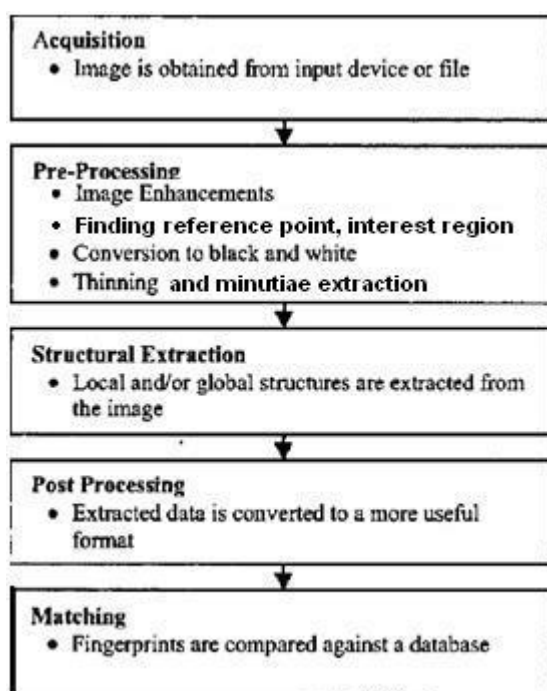 Acquisition
• Image is obtained from input device or file
Pre-Processing
• Image Enhancements
• Finding reference point, interest region
• Conversion to black and white
• Thinning and minutiae extraction
Structural Extraction
• Local and/or global structures are extracted from
the image
Post Processing
• Extracted data is converted to a more useful
format
Matching
• Fingerprints are compared against a database